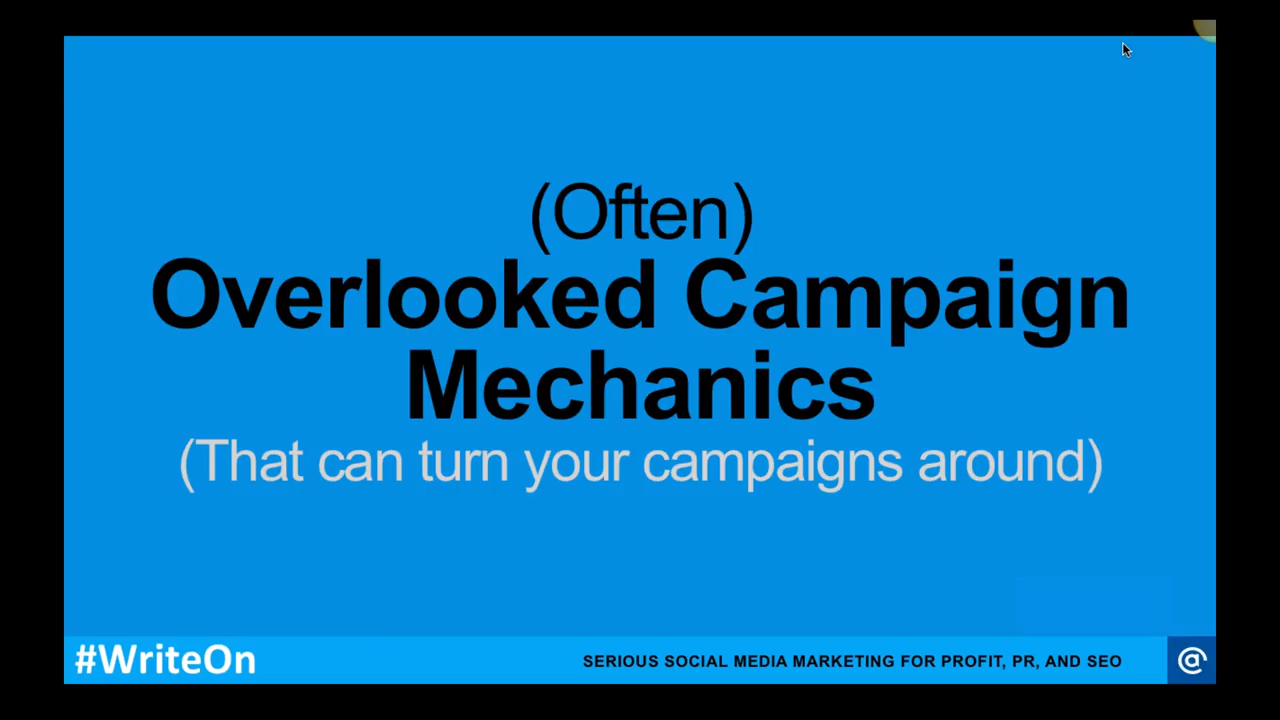 (Often)
Overlooked Campaign
Mechanics
(That can turn your campaigns around)
#WriteOn
SERIOUS SOCIAL MEDIA MARKETING FOR PROFIT, PR, AND SEO
@